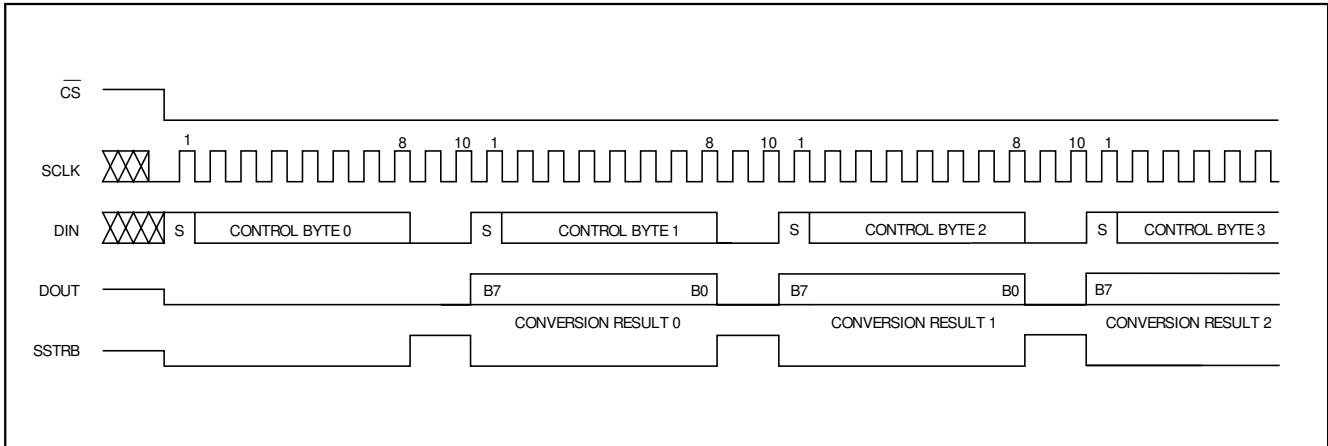 CS
1 8 10 1 8 10 1 8 10 1
SCLK
DIN S CONTROL BYTE 0 S CONTROL BYTE 1 S CONTROL BYTE 2 S CONTROL BYTE 3
DOUT B7 B0 B7 B0 B7
CONVERSION RESULT 0 CONVERSION RESULT 1 CONVERSION RESULT 2
SSTRB